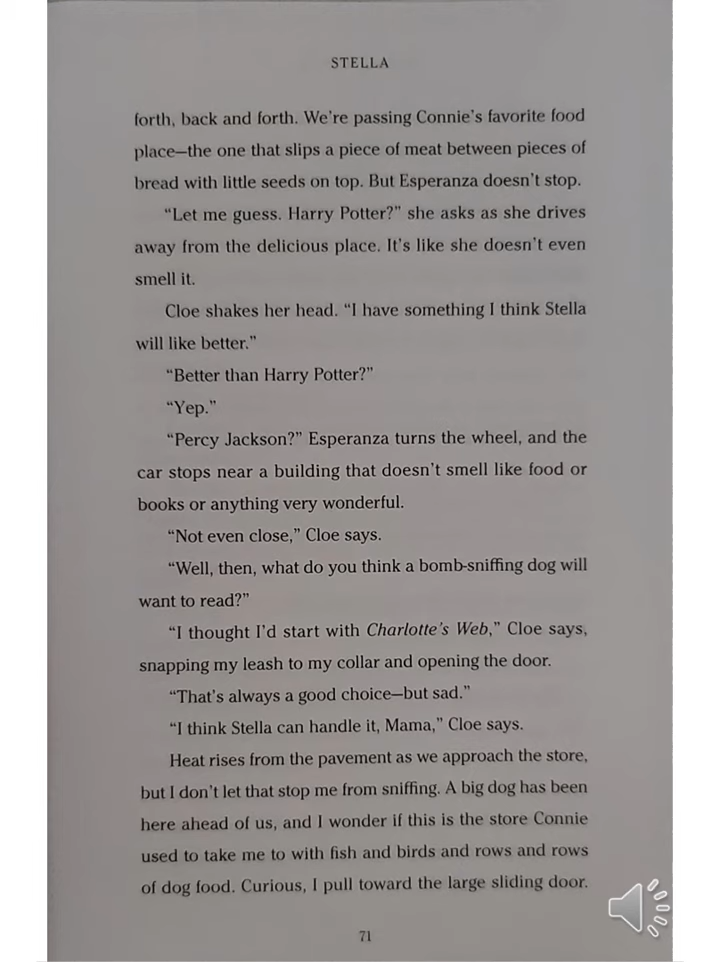 STELLA
forth, back and forth. We're passing Connie's favorite food
place—the one that slips a piece of meat between pieces of
bread with little seeds on top. But Esperanza doesn't stop.
“Let me guess. Harry Potter?” she asks as she drives
away from the delicious place. It's like she doesn't even
smell it.
Cloe shakes her head. “I have something I think Stella
will like better.”
“Better than Harry Potter?”
“Yep.”
“Percy Jackson?” Esperanza turns the wheel, and the
car stops near a building that doesn't smell like food or
books or anything very wonderful.
“Not even close,” Cloe says.
“Well, then, what do you think a bomb-sniffing dog will
want to read?”
“I thought I'd start with Charlotte's Web,” Cloe says,
snapping my leash to my collar and opening the door.
“That's always a good choice—but sad.”
“I think Stella can handle it, Mama,” Cloe says.
Heat rises from the pavement as we approach the store,
but I don't let that stop me from sniffing. A big dog has been
here ahead of us, and I wonder if this is the store Connie
used to take me to with fish and birds and rows and rows
of dog food. Curious, I pull toward the large sliding door.
71